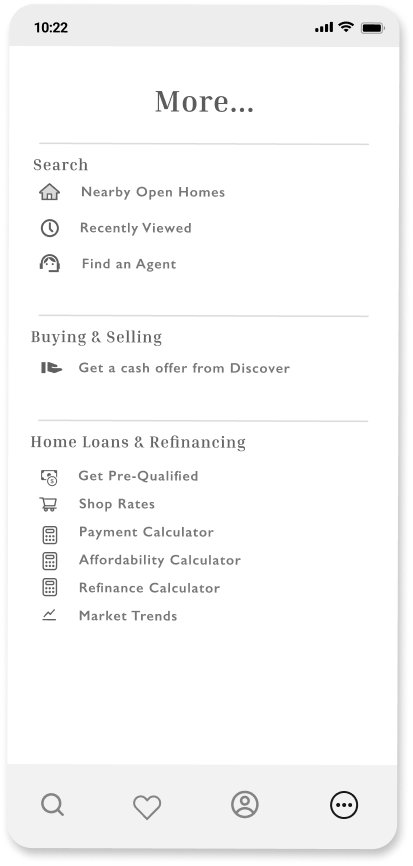 10:22
More...
Search
Nearby Open Homes
Recently Viewed
Find an Agent
Buying & Selling
Get a cash offer from Discover
Home Loans & Refinancing
Get Pre-Qualified
Shop Rates
Payment Calculator
Affordability Calculator
Refinance Calculator
Market Trends